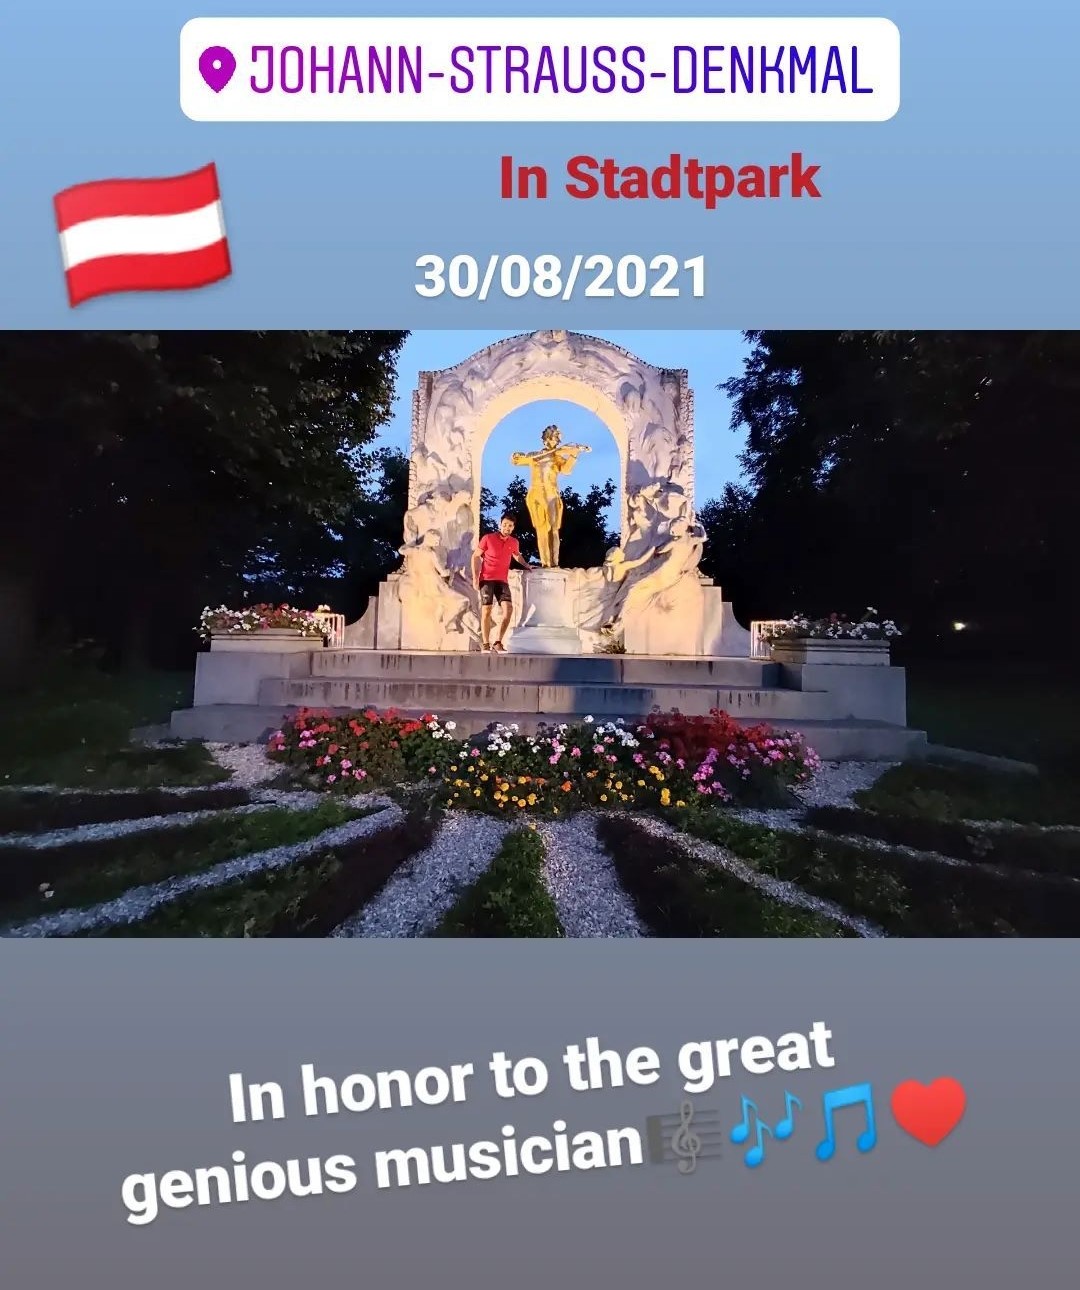 JOHANN-STRAUSS-DENKMAL
In Stadtpark
30/08/2021
In honor to the great
genious musician